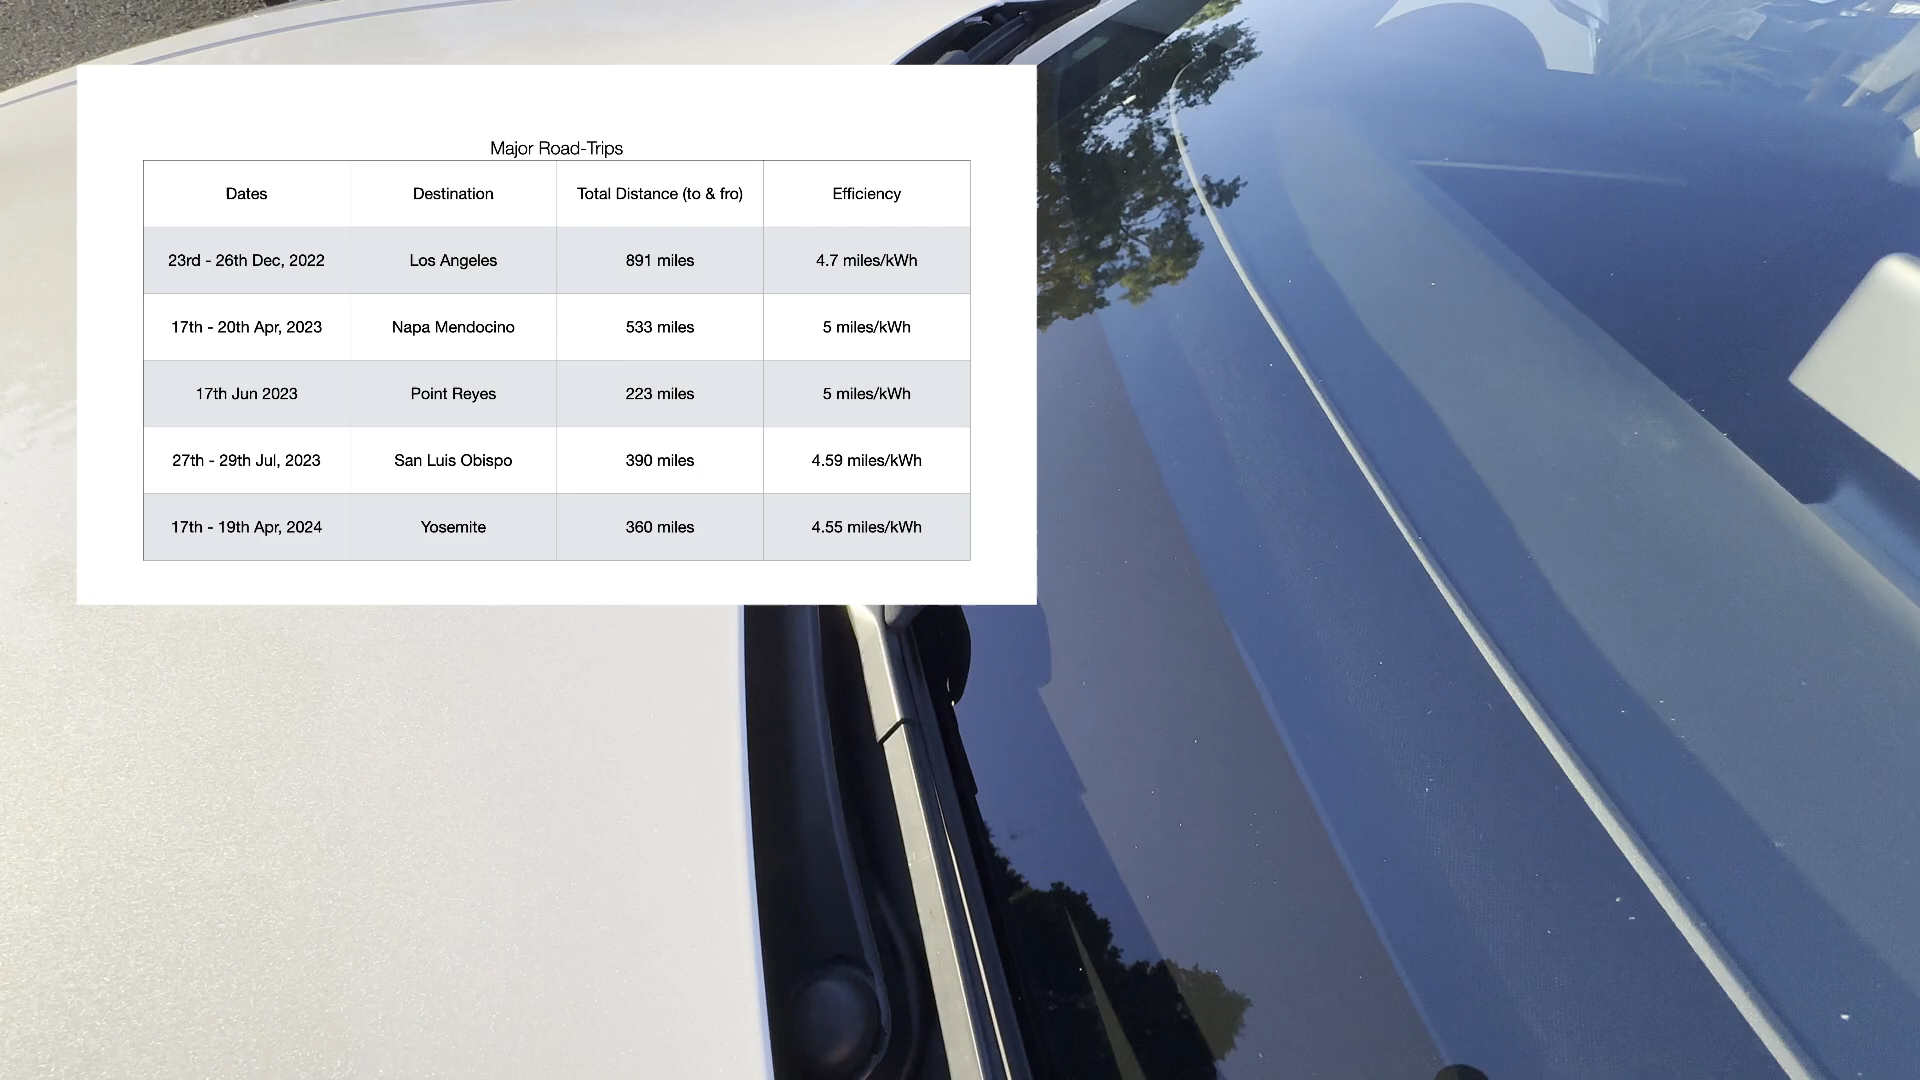 Major Road-Trips
Dates Destination Total Distance (to & fro) Efficiency
23rd - 26th Dec, 2022 Los Angeles 891 miles 4.7 miles/kWh
17th - 20th Apr, 2023 Napa Mendocino 533 miles 5 miles/kWh
17th Jun 2023 Point Reyes 223 miles 5 miles/kWh
27th - 29th Jul, 2023 San Luis Obispo 390 miles 4.59 miles/kWh
17th - 19th Apr, 2024 Yosemite 360 miles 4.55 miles/kWh